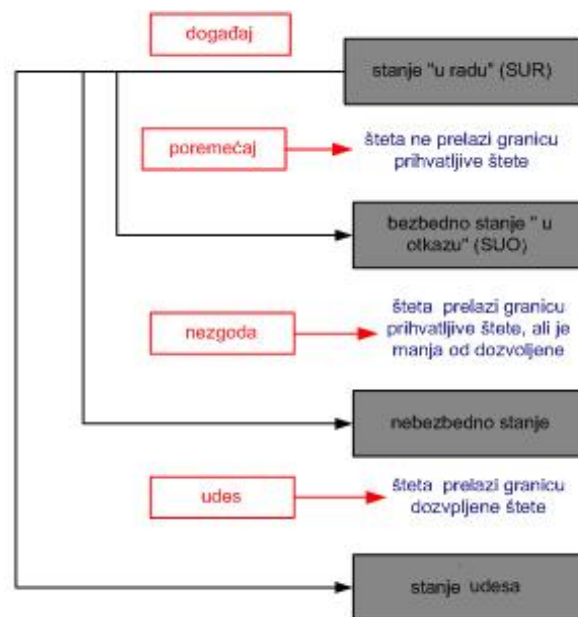 događaj
stanje "u radu" (SUR)
poremećaj
šteta ne prelazi granicu
prihvatljive štete
bezbedno stanje " u
otkazu" (SUO)
nezgoda
šteta prelazi granicu
prihvatljive štete, ali je
manja od dozvoljene
nebezbedno stanje
udes
šteta prelazi granicu
dozvpljene štete
stanje udesa